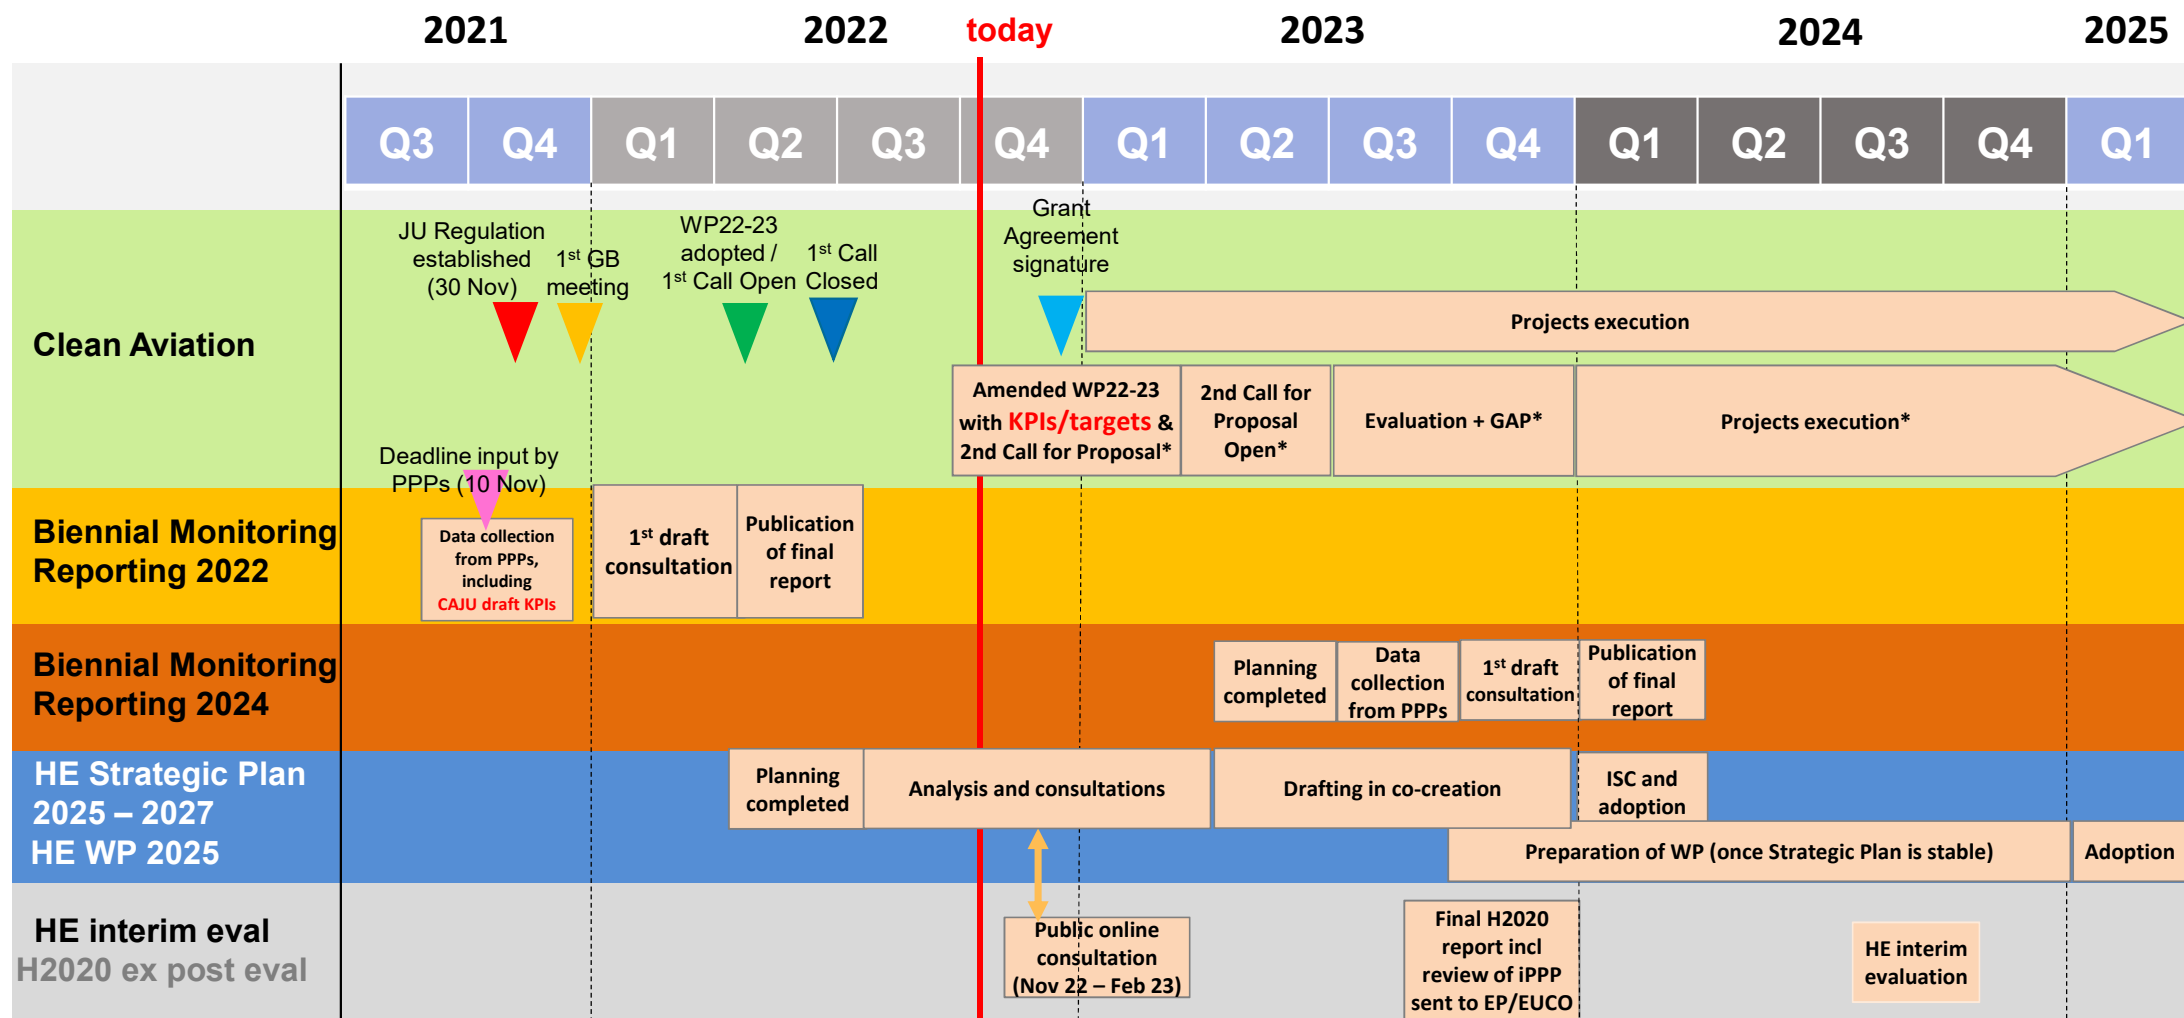 2021
2022
today
2023
2024
2025
Q3
Q4
Q1
Q2
Q3
Q4
Q1
Q2
Q3
Q4
Q1
Q2
Q3
Q4
Q1
Clean Aviation
JU Regulation
established
(30 Nov)
1st GB
meeting
WP22-23
adopted /
1st Call Open
1st Call
Closed
Grant
Agreement
signature
Projects execution
Amended WP22-23
with KPIs/targets &
2nd Call for Proposal*
2nd Call for
Proposal
Open*
Evaluation + GAP*
Projects execution*
Deadline input by
PPPs (10 Nov)
Biennial Monitoring
Reporting 2022
Data collection
from PPPs,
including
CAJU draft KPIs
1st draft
consultation
Publication
of final
report
Biennial Monitoring
Reporting 2024
Planning
completed
Data
collection
from PPPs
1st draft
consultation
Publication
of final
report
HE Strategic Plan
2025 – 2027
HE WP 2025
Planning
completed
Analysis and consultations
Drafting in co-creation
ISC and
adoption
Preparation of WP (once Strategic Plan is stable)
Adoption
HE interim eval
H2020 ex post eval
Public online
consultation
(Nov 22 – Feb 23)
Final H2020
report incl
review of iPPP
sent to EP/EUCO
HE interim
evaluation